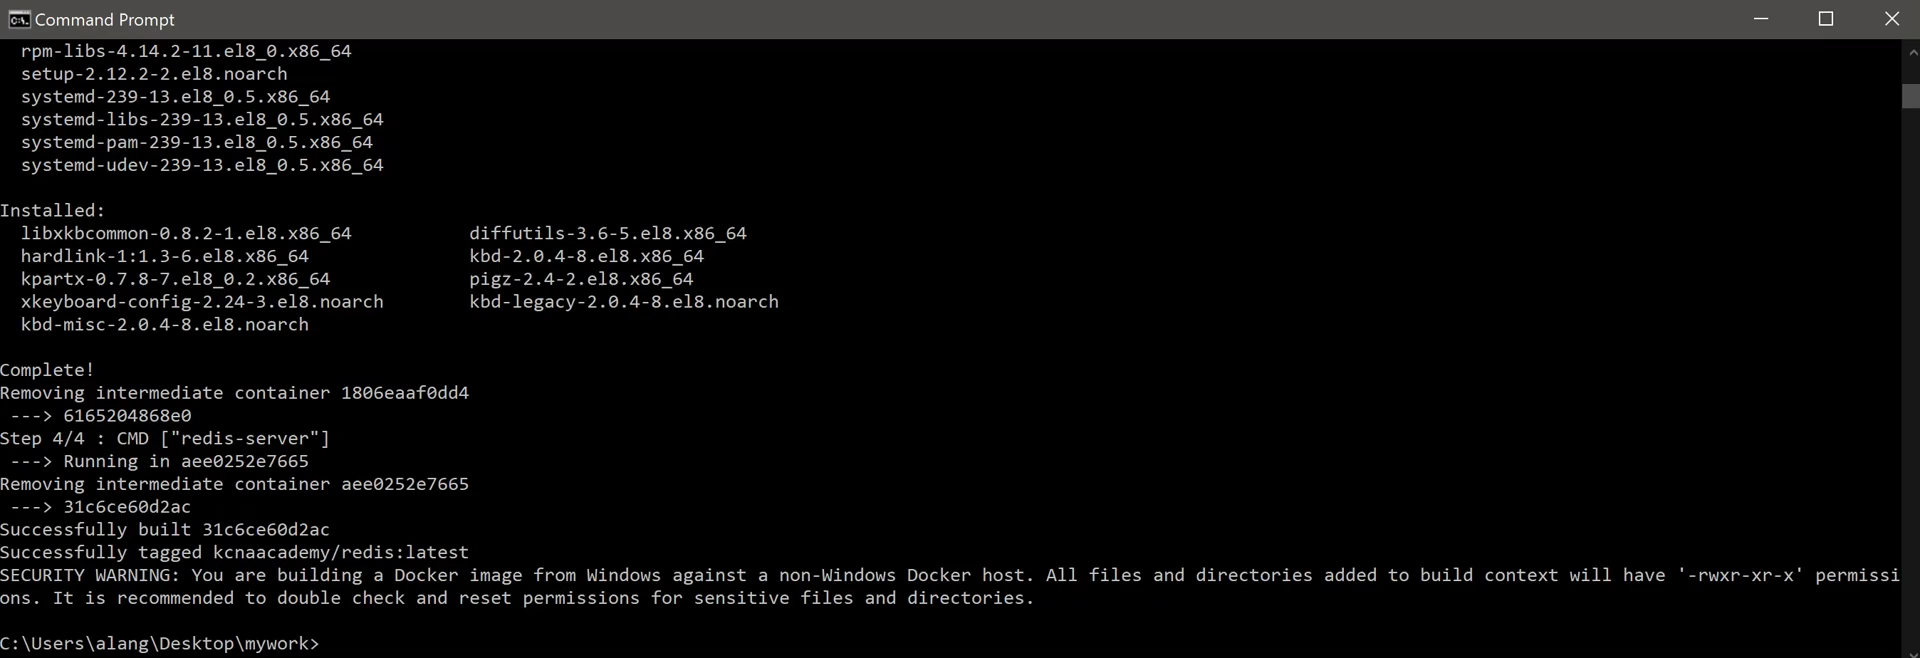 Command Prompt
rpm-libs-4.14.2-11.el8_0.x86_64
setup-2.12.2-2.el8.noarch
systemd-239-13.el8_0.5.x86_64
systemd-libs-239-13.el8_0.5.x86_64
systemd-pam-239-13.el8_0.5.x86_64
systemd-udev-239-13.el8_0.5.x86_64
Installed:
libxkbcommon-0.8.2-1.el8.x86_64 diffutils-3.6-5.el8.x86_64
hardlink-1:1.3-6.el8.x86_64 kbd-2.0.4-8.el8.x86_64
kpartx-0.7.8-7.el8_0.2.x86_64 pigz-2.4-2.el8.x86_64
xkeyboard-config-2.24-3.el8.noarch kbd-legacy-2.0.4-8.el8.noarch
kbd-misc-2.0.4-8.el8.noarch
Complete!
Removing intermediate container 1806eaaf0dd4
---> 6165204868e0
Step 4/4 : CMD ["redis-server"]
---> Running in aee0252e7665
Removing intermediate container aee0252e7665
---> 31c6ce60d2ac
Successfully built 31c6ce60d2ac
Successfully tagged kcnaacademy/redis:latest
SECURITY WARNING: You are building a Docker image from Windows against a non-Windows Docker host. All files and directories added to build context will have '-rwxr-xr-x' permissi
ons. It is recommended to double check and reset permissions for sensitive files and directories.
C:\Users\alang\Desktop\mywork>